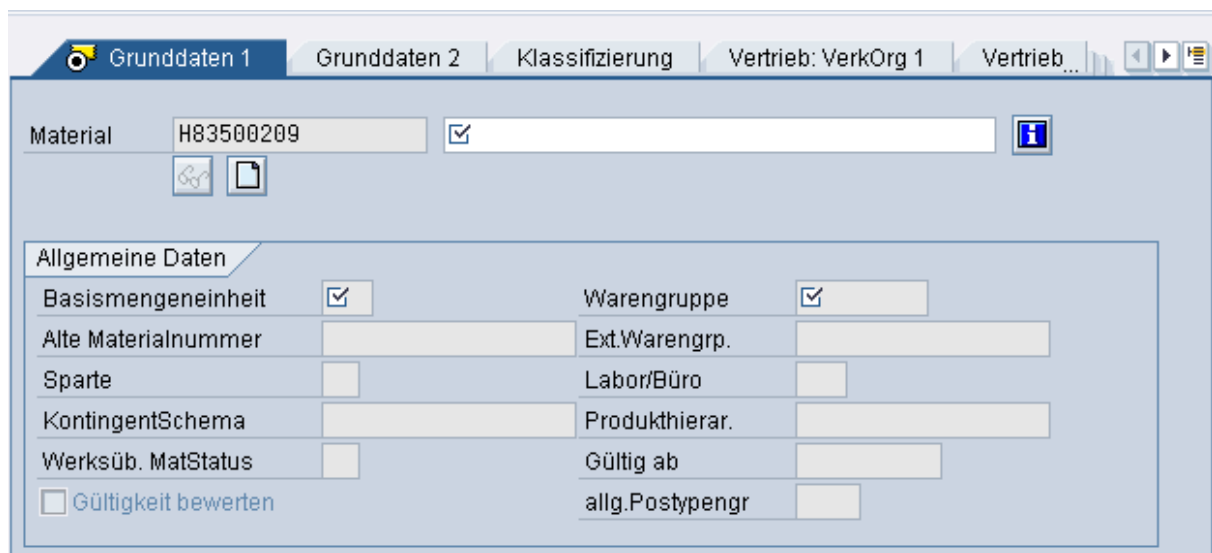 Grunddaten 1 Grunddaten 2 Klassifizierung Vertrieb: VerkOrg 1 Vertrieb...
Material H83500209
Allgemeine Daten
Basismengeneinheit Warengruppe
Alte Materialnummer Ext.Warengrp.
Sparte Labor/Büro
KontingentSchema Produkthierar.
Werksüb. MatStatus Gültig ab
Gültigkeit bewerten allg.Postypengr